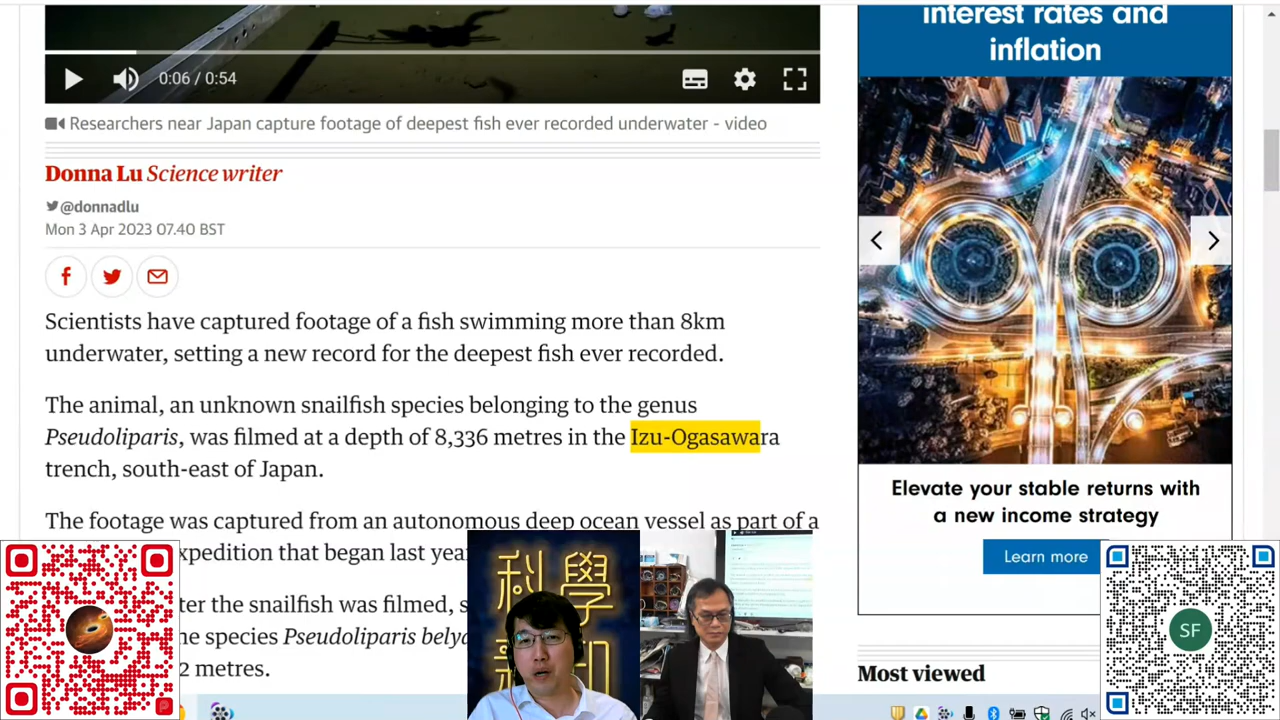 interest rates and
inflation
0:06 / 0:54
Researchers near Japan capture footage of deepest fish ever recorded underwater - video
Donna Lu Science writer
@donnadlu
Mon 3 Apr 2023 07.40 BST
Scientists have captured footage of a fish swimming more than 8km
underwater, setting a new record for the deepest fish ever recorded.
The animal, an unknown snailfish species belonging to the genus
Pseudoliparis, was filmed at a depth of 8,336 metres in the Izu-Ogasawara
trench, south-east of Japan.
The footage was captured from an autonomous deep ocean vessel as part of a
xpedition that began last yea
ter the snailfish was filmed, s
he species Pseudoliparis belya
2 metres.
Elevate your stable returns with
a new income strategy
Learn more
SF
Most viewed